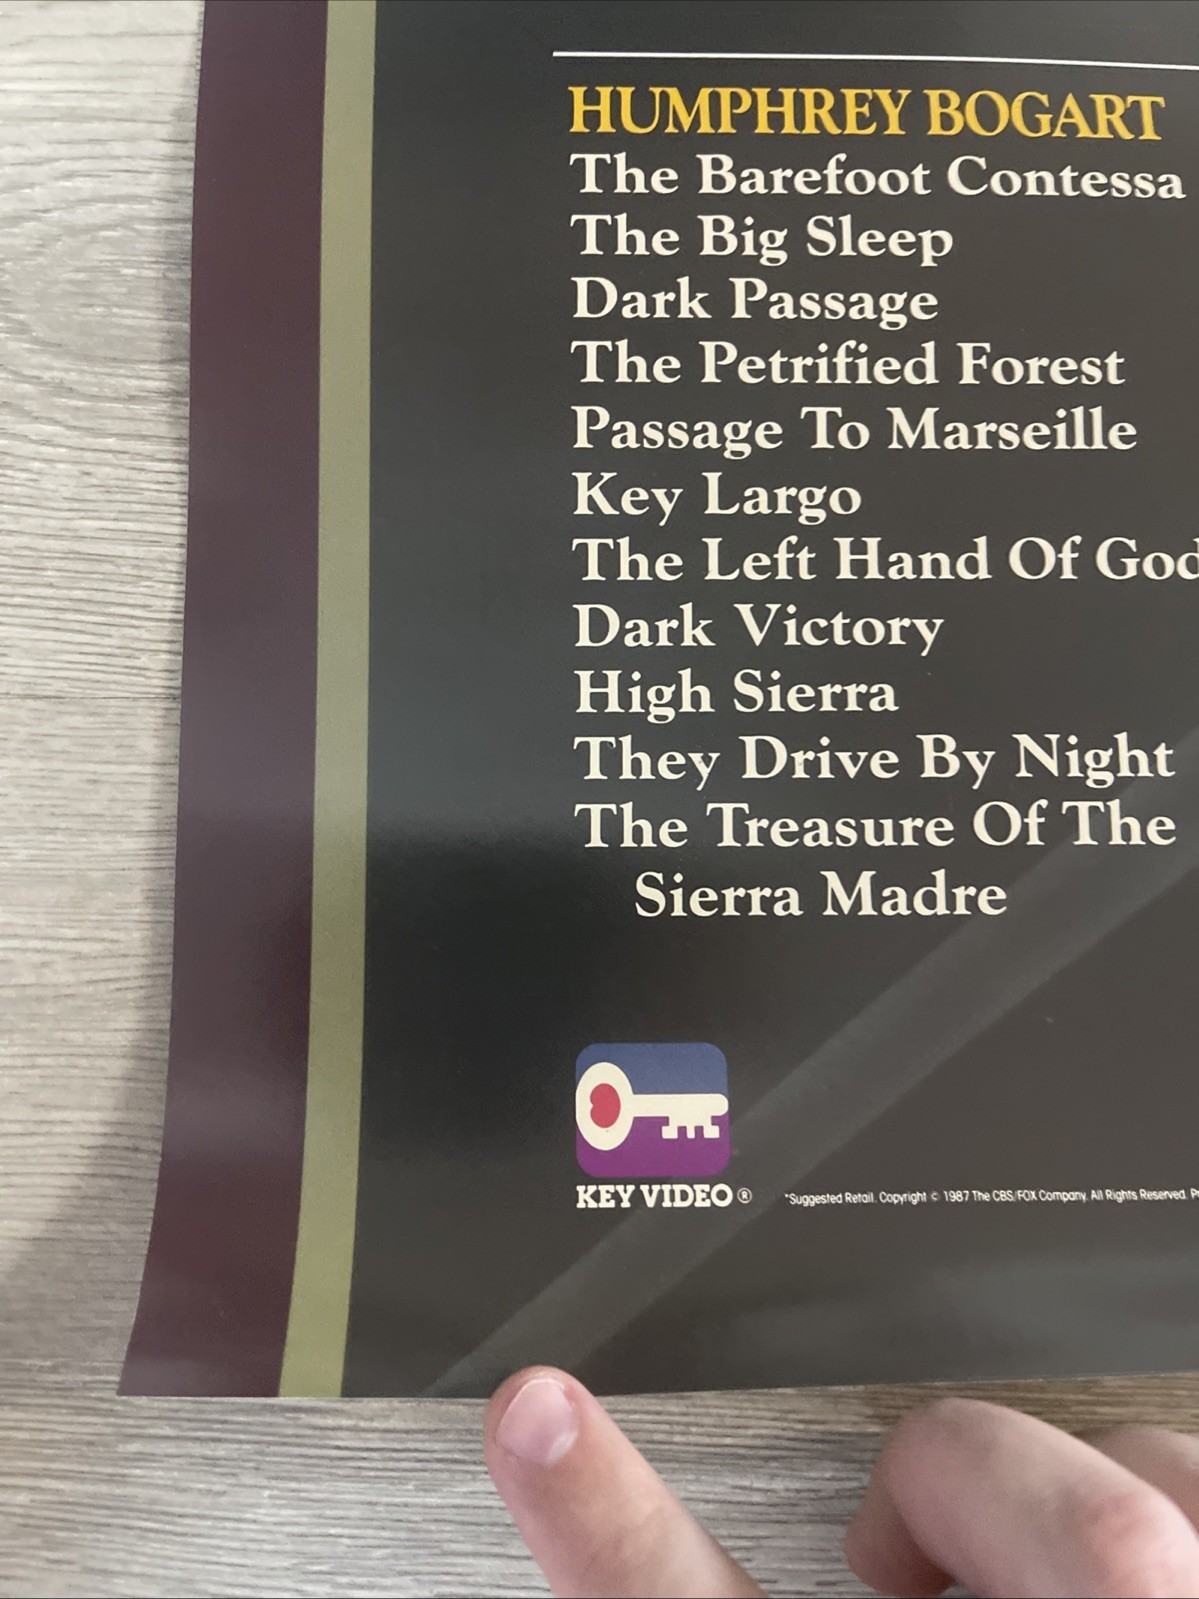 HUMPHREY BOGART
The Barefoot Contessa
The Big Sleep
Dark Passage
The Petrified Forest
Passage To Marseille
Key Largo
The Left Hand Of God
Dark Victory
High Sierra
They Drive By Night
The Treasure Of The
Sierra Madre
KEY VIDEO®
*Suggested Retail. Copyright © 1987 The CBS/FOX Company. All Rights Reserved.